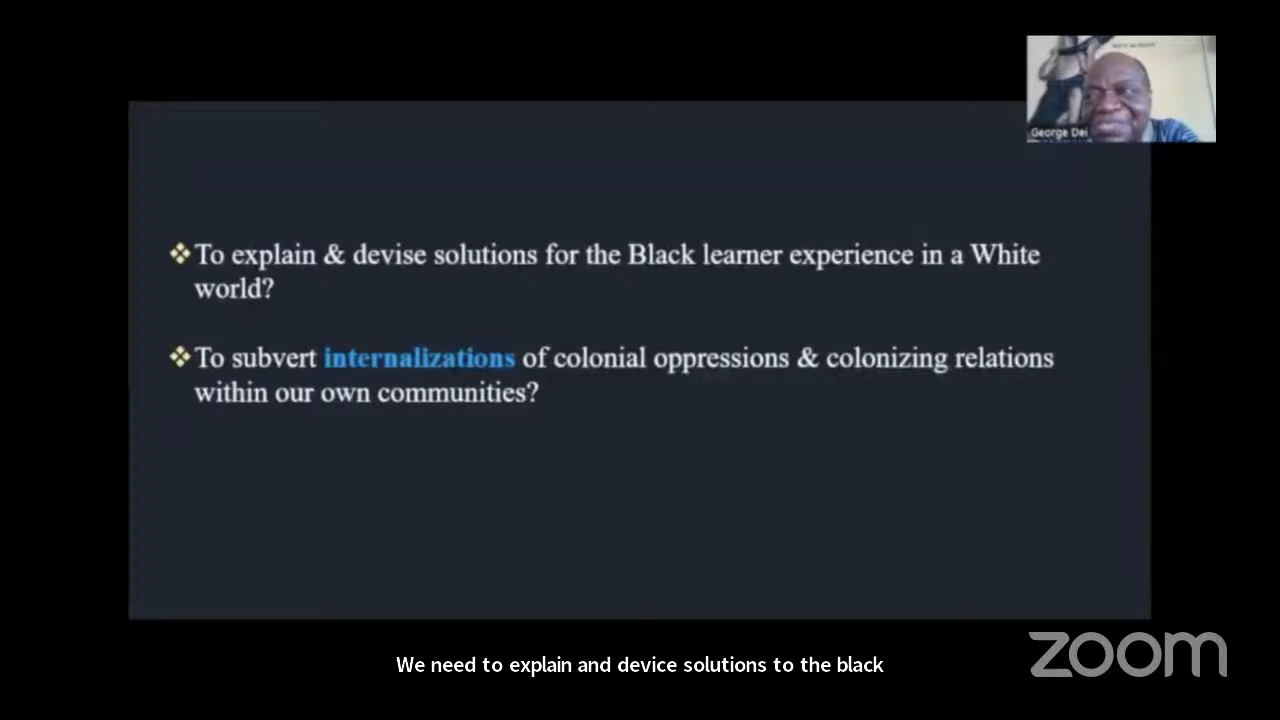 George Dei
❖To explain & devise solutions for the Black learner experience in a White
world?
❖To subvert internalizations of colonial oppressions & colonizing relations
within our own communities?
We need to explain and device solutions to the black
zoom